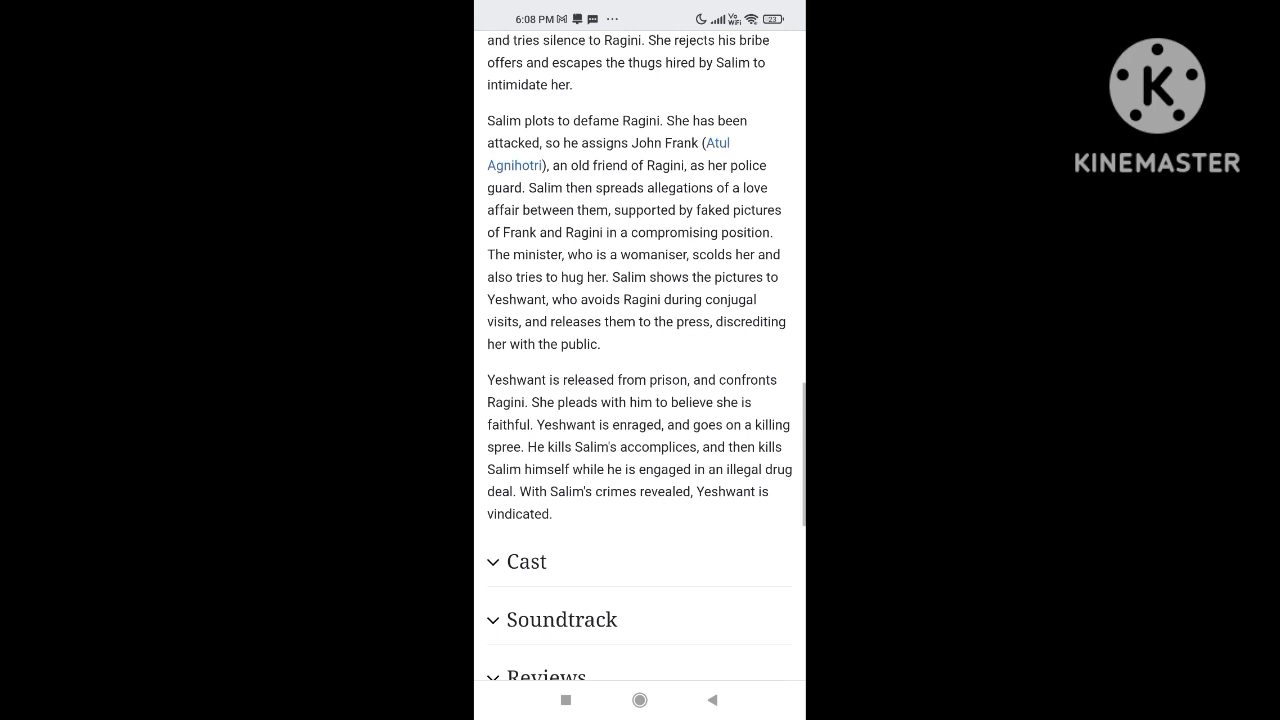 6:08 PM
Vo
WiFi
23
and tries silence to Ragini. She rejects his bribe
offers and escapes the thugs hired by Salim to
intimidate her.
Salim plots to defame Ragini. She has been
attacked, so he assigns John Frank (Atul
Agnihotri), an old friend of Ragini, as her police
guard. Salim then spreads allegations of a love
affair between them, supported by faked pictures
of Frank and Ragini in a compromising position.
The minister, who is a womaniser, scolds her and
also tries to hug her. Salim shows the pictures to
Yeshwant, who avoids Ragini during conjugal
visits, and releases them to the press, discrediting
her with the public.
Yeshwant is released from prison, and confronts
Ragini. She pleads with him to believe she is
faithful. Yeshwant is enraged, and goes on a killing
spree. He kills Salim's accomplices, and then kills
Salim himself while he is engaged in an illegal drug
deal. With Salim's crimes revealed, Yeshwant is
vindicated.
Cast
Soundtrack
Reviews
K
KINEMASTER